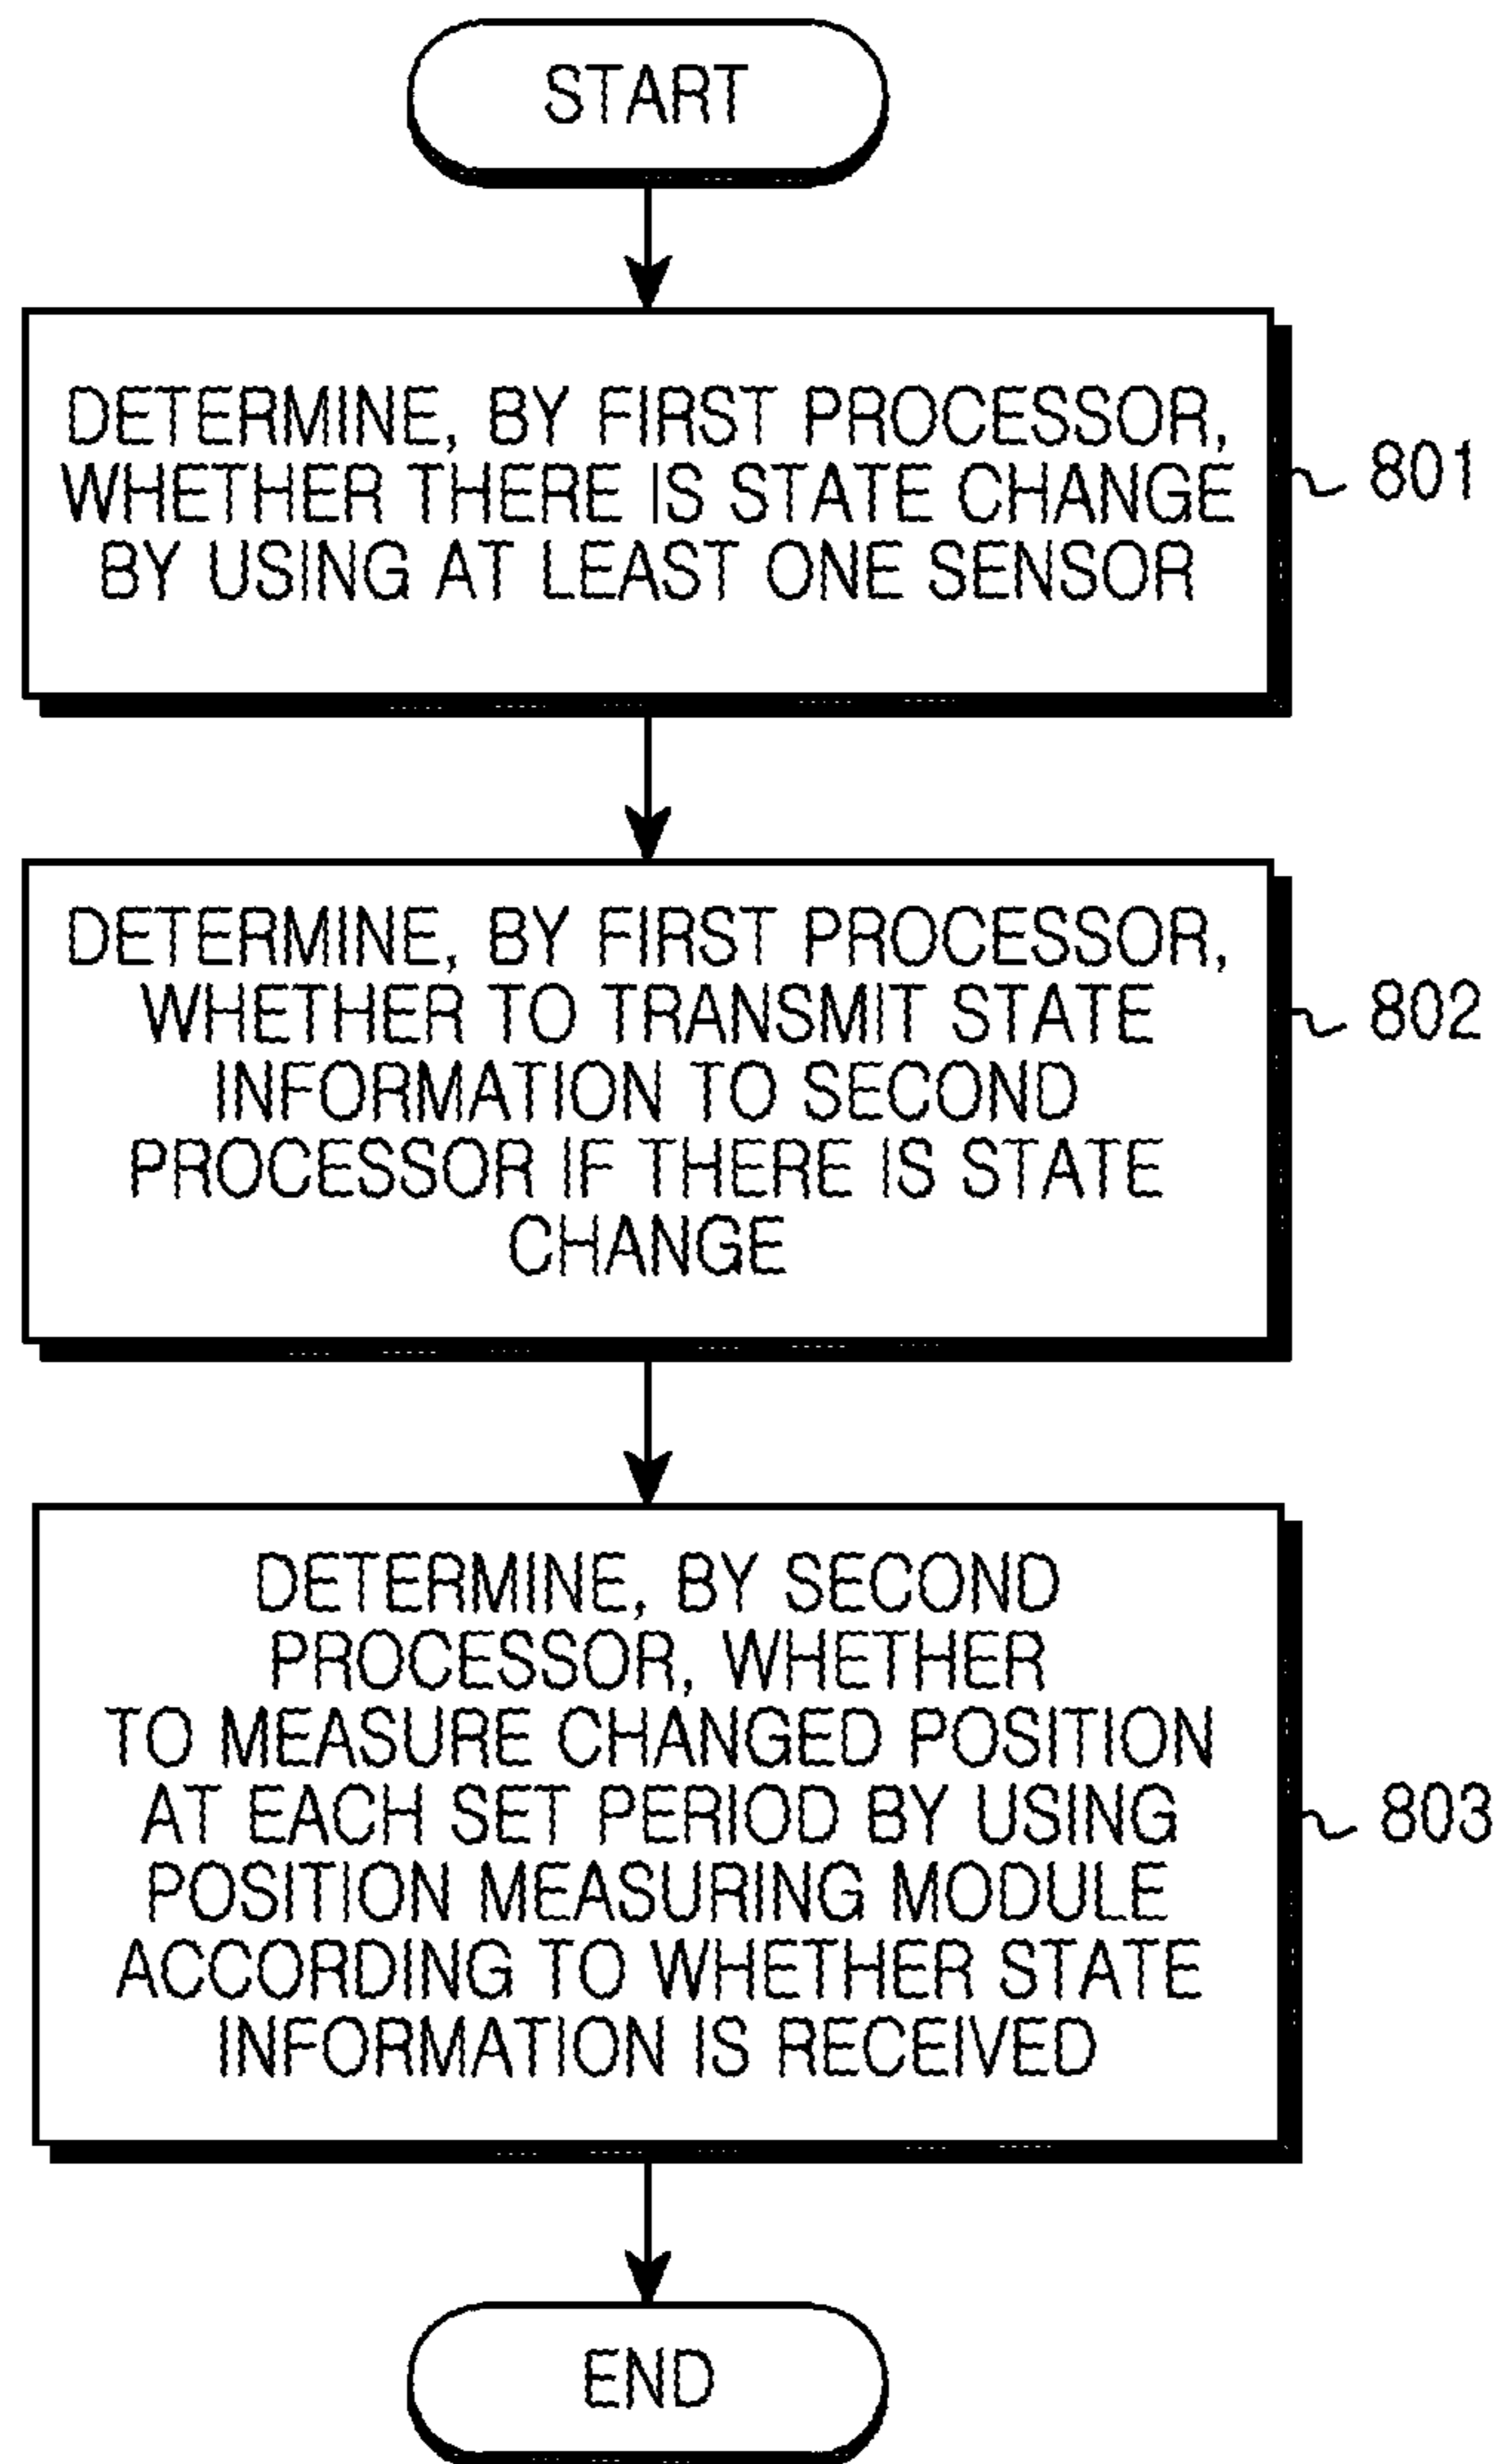 START
DETERMINE, BY FIRST PROCESSOR,
WHETHER THERE IS STATE CHANGE
BY USING AT LEAST ONE SENSOR
801
DETERMINE, BY FIRST PROCESSOR,
WHETHER TO TRANSMIT STATE
INFORMATION TO SECOND
PROCESSOR IF THERE IS STATE
CHANGE
802
DETERMINE, BY SECOND
PROCESSOR, WHETHER
TO MEASURE CHANGED POSITION
AT EACH SET PERIOD BY USING
POSITION MEASURING MODULE
ACCORDING TO WHETHER STATE
INFORMATION IS RECEIVED
803
END